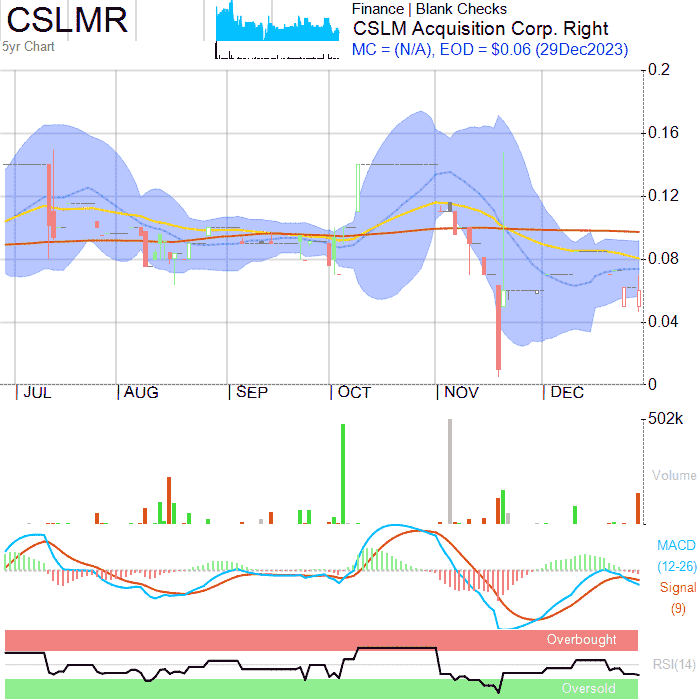 CSLMR
5yr Chart
Finance | Blank Checks
CSLM Acquisition Corp. Right
MC = (N/A), EOD = $0.06 (29Dec2023)
0.2
0.16
0.12
0.08
0.04
0
JUL AUG SEP OCT NOV DEC
502k
Volume
MACD
(12-26)
Signal
(9)
Overbought
RSI(14)
Oversold